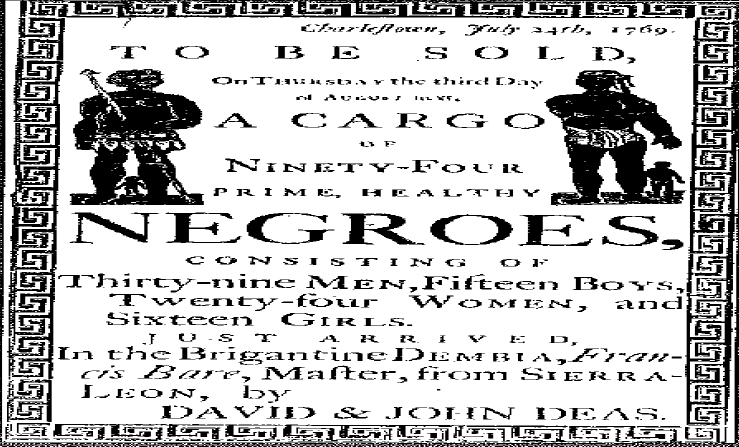 Charlestown, July 24th, 1769.
TO BE SOLD,
On THURSDAY the third Day
of AUGUST next,
A CARGO
OF
NINETY-FOUR
PRIME, HEALTHY
NEGROES,
CONSISTING OF
Thirty-nine MEN, Fifteen BOYS,
Twenty-four WOMEN, and
Sixteen GIRLS.
JUST ARRIVED,
In the Brigantine DEMBIA, Fran-
cis Bare, Maſter, from SIERRA-
LEON, by
DAVID & JOHN DEAS.